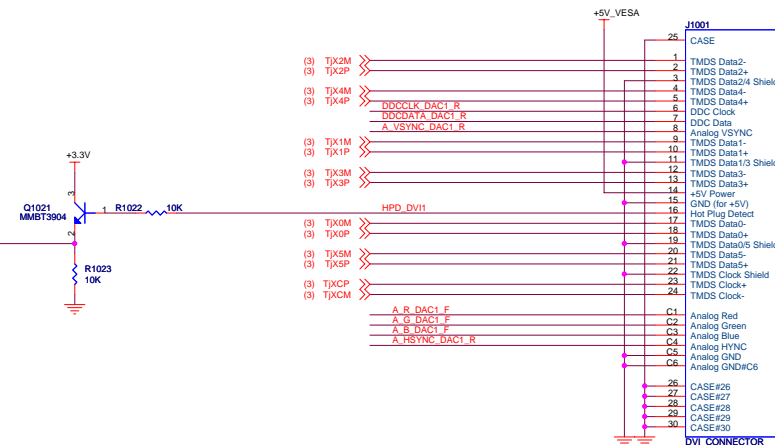 +5V_VESA
J1001
25 CASE
(3) TjX2M 1 TMDS Data2-
(3) TjX2P 2 TMDS Data2+
3 TMDS Data2/4 Shield
(3) TjX4M 4 TMDS Data4-
(3) TjX4P 5 TMDS Data4+
DDCCLK_DAC1_R 6 DDC Clock
DDCDATA_DAC1_R 7 DDC Data
A_VSYNC_DAC1_R 8 Analog VSYNC
(3) TjX1M 9 TMDS Data1-
(3) TjX1P 10 TMDS Data1+
11 TMDS Data1/3 Shield
(3) TjX3M 12 TMDS Data3-
(3) TjX3P 13 TMDS Data3+
14 +5V Power
15 GND (for +5V)
+3.3V
3
Q1021
MMBT3904
1 R1022 10K HPD_DVI1 16 Hot Plug Detect
2
(3) TjX0M 17 TMDS Data0-
(3) TjX0P 18 TMDS Data0+
19 TMDS Data0/5 Shield
(3) TjX5M 20 TMDS Data5-
(3) TjX5P 21 TMDS Data5+
22 TMDS Clock Shield
(3) TjXCP 23 TMDS Clock+
(3) TjXCM 24 TMDS Clock-
R1023
10K
A_R_DAC1_F C1 Analog Red
A_G_DAC1_F C2 Analog Green
A_B_DAC1_F C3 Analog Blue
A_HSYNC_DAC1_R C4 Analog HYNC
C5 Analog GND
C6 Analog GND#C6
26 CASE#26
27 CASE#27
28 CASE#28
29 CASE#29
30 CASE#30
DVI_CONNECTOR